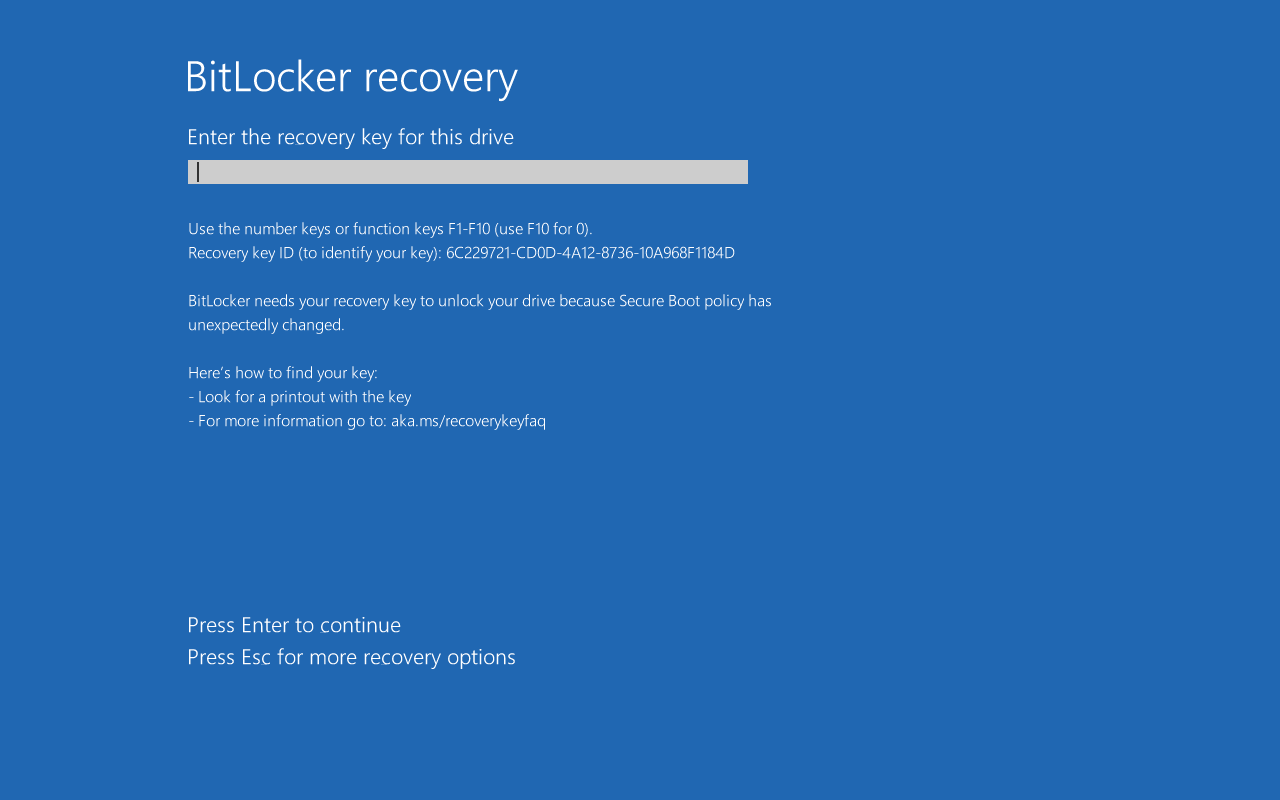 BitLocker recovery
Enter the recovery key for this drive
Use the number keys or function keys F1-F10 (use F10 for 0).
Recovery key ID (to identify your key): 6C229721-CD0D-4A12-8736-10A968F1184D
BitLocker needs your recovery key to unlock your drive because Secure Boot policy has
unexpectedly changed.
Here's how to find your key:
- Look for a printout with the key
- For more information go to: aka.ms/recoverykeyfaq
Press Enter to continue
Press Esc for more recovery options